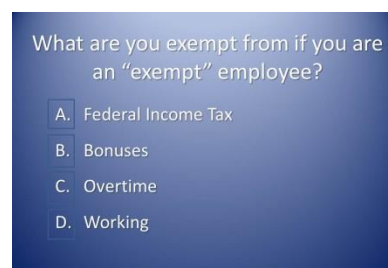 What are you exempt from if you are
an “exempt” employee?
A. Federal Income Tax
B. Bonuses
C. Overtime
D. Working